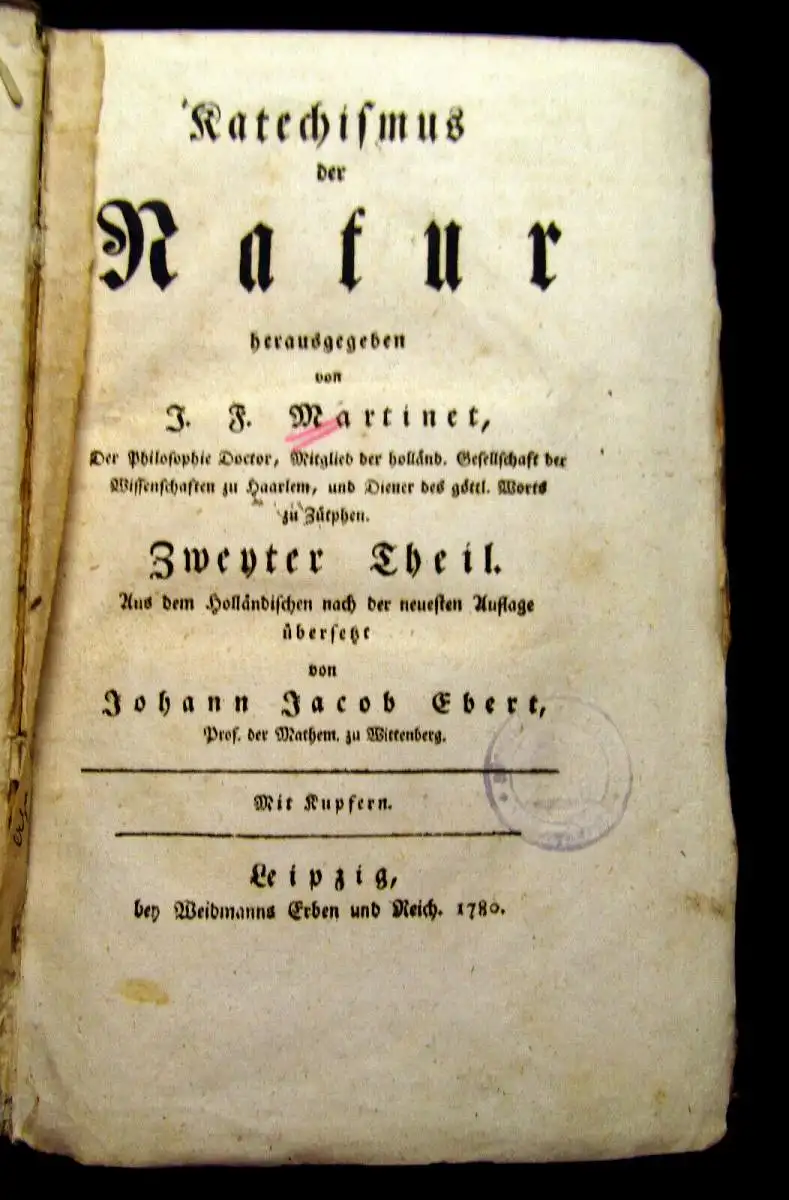 Katechiſmus
der
Natur
herausgegeben
von
J. F. Martinet,
Der Philoſophie Doctor, Mitglied der holländ. Geſellſchaft der
Wiſſenſchaften zu Haarlem, und Diener des göttl. Worts
zu Zütphen.
Zweyter Theil.
Aus dem Holländiſchen nach der neueſten Auflage
überſetzt
von
Johann Jacob Ebert,
Prof. der Mathem. zu Wittenberg.
Mit Kupfern.
Leipzig,
bey Weidmanns Erben und Reich. 1780.